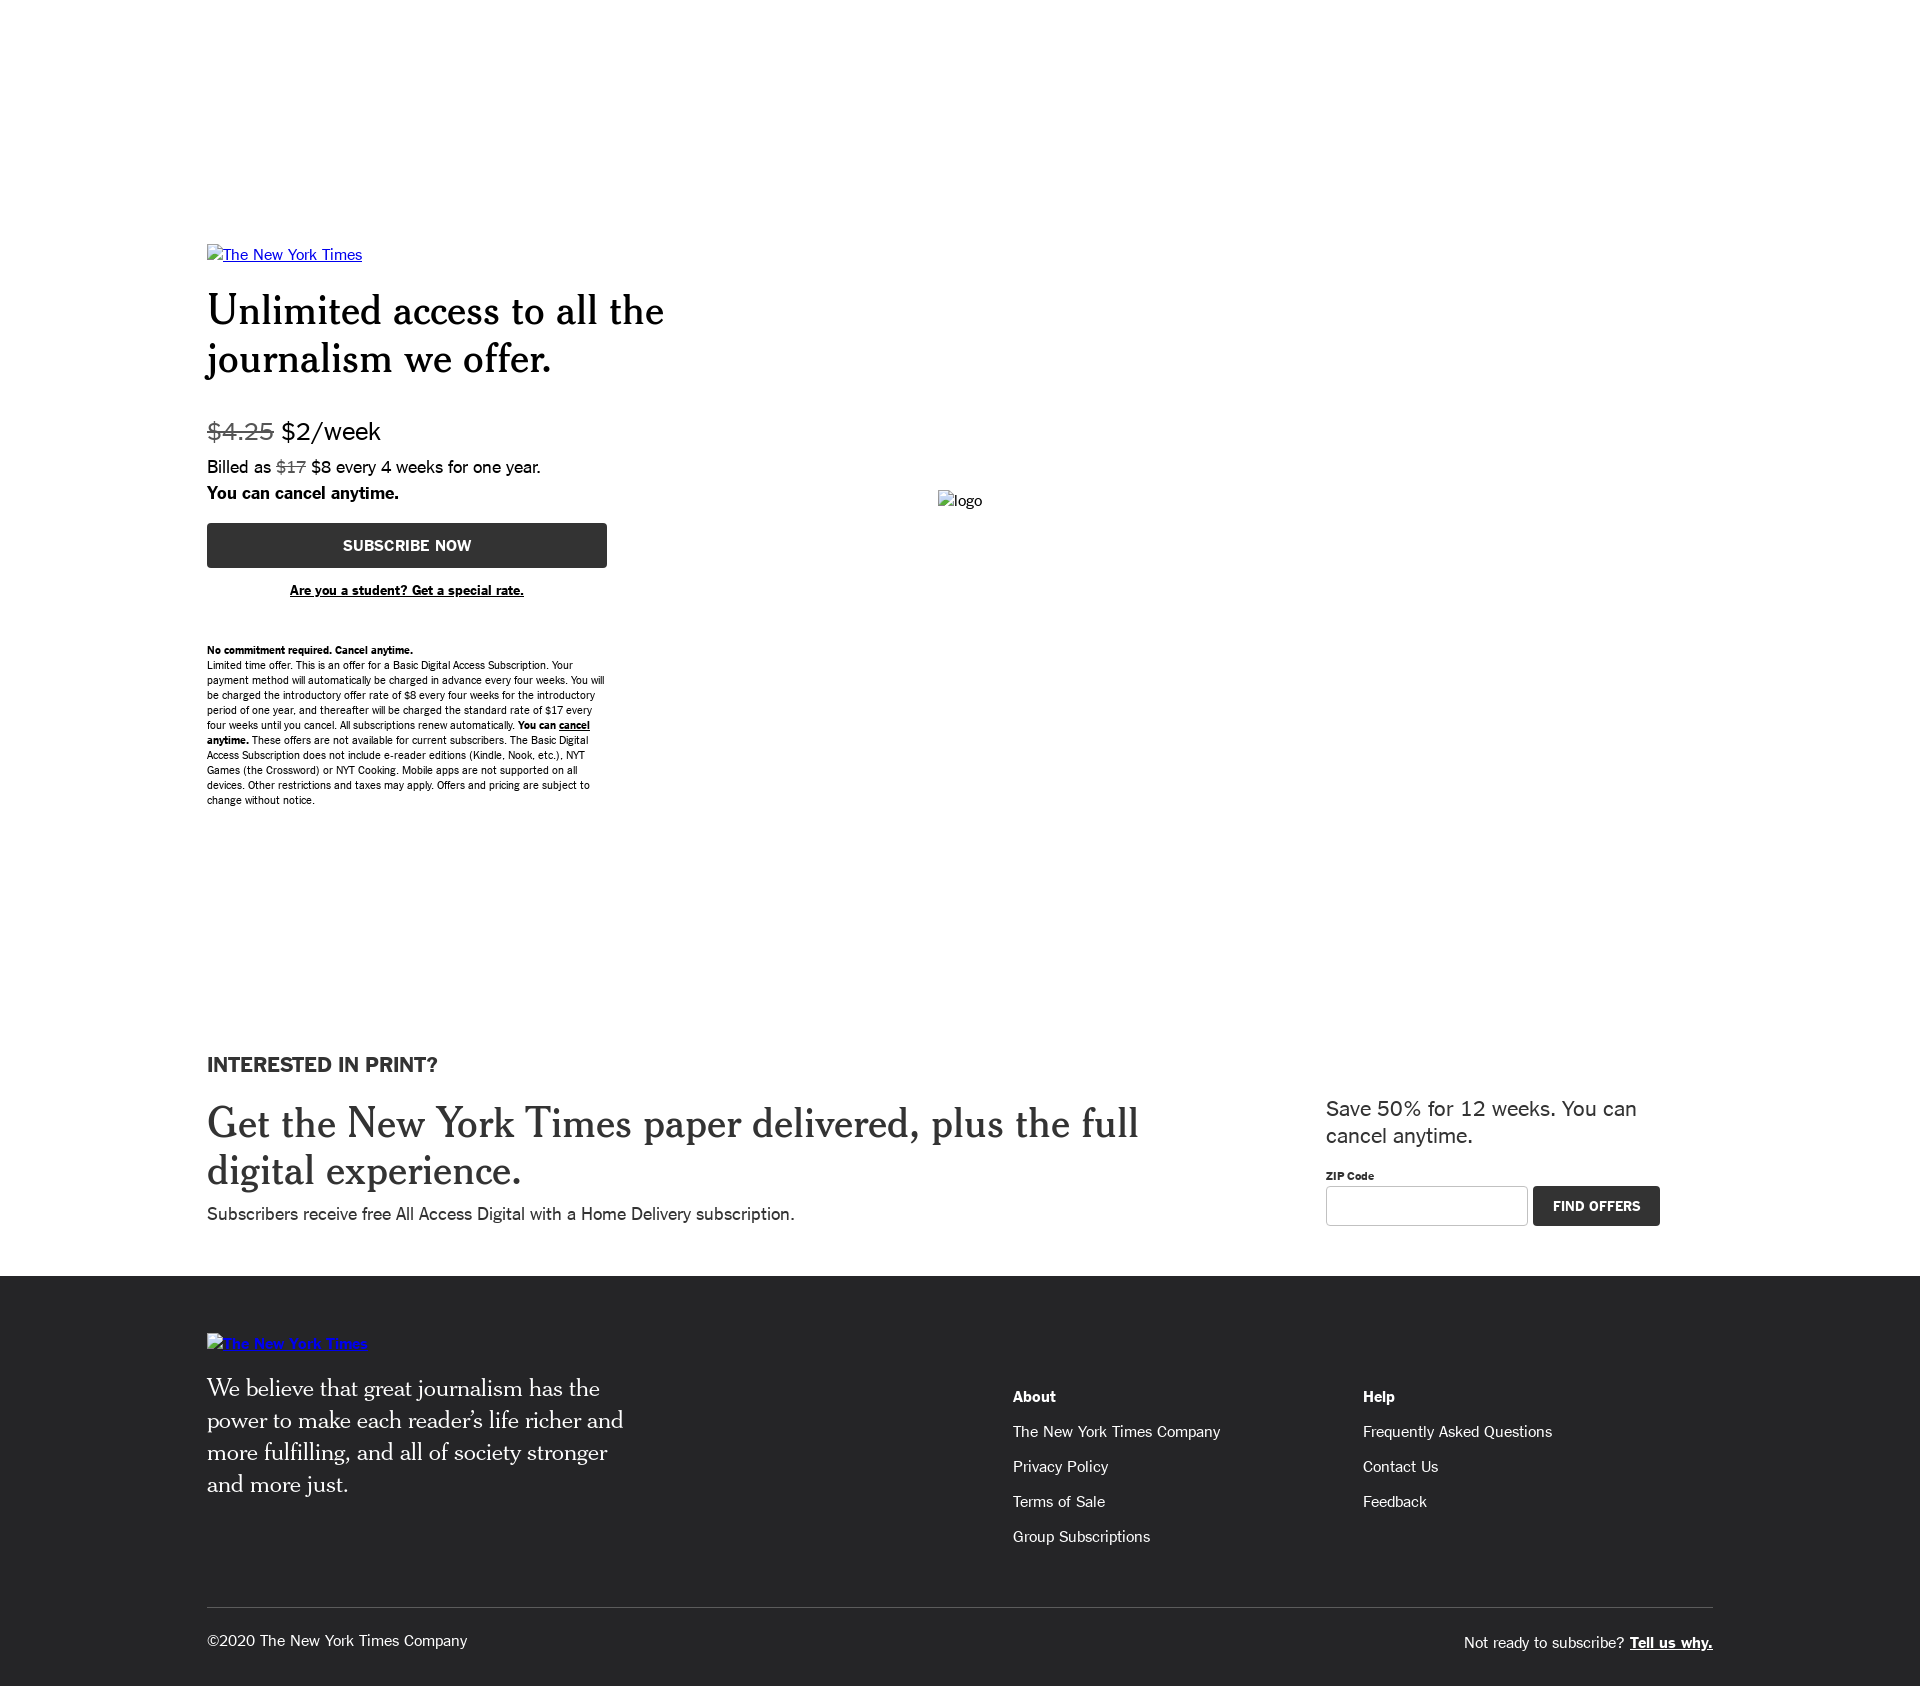 The New York Times
Unlimited access to all the
journalism we offer.
$4.25 $2/week
Billed as $17 $8 every 4 weeks for one year.
You can cancel anytime.
SUBSCRIBE NOW
Are you a student? Get a special rate.
logo
No commitment required. Cancel anytime.
Limited time offer. This is an offer for a Basic Digital Access Subscription. Your
payment method will automatically be charged in advance every four weeks. You will
be charged the introductory offer rate of $8 every four weeks for the introductory
period of one year, and thereafter will be charged the standard rate of $17 every
four weeks until you cancel. All subscriptions renew automatically. You can cancel
anytime. These offers are not available for current subscribers. The Basic Digital
Access Subscription does not include e-reader editions (Kindle, Nook, etc.), NYT
Games (the Crossword) or NYT Cooking. Mobile apps are not supported on all
devices. Other restrictions and taxes may apply. Offers and pricing are subject to
change without notice.
INTERESTED IN PRINT?
Get the New York Times paper delivered, plus the full
digital experience.
Subscribers receive free All Access Digital with a Home Delivery subscription.
Save 50% for 12 weeks. You can
cancel anytime.
ZIP Code
FIND OFFERS
The New York Times
We believe that great journalism has the
power to make each reader’s life richer and
more fulfilling, and all of society stronger
and more just.
About
The New York Times Company
Privacy Policy
Terms of Sale
Group Subscriptions
Help
Frequently Asked Questions
Contact Us
Feedback
©2020 The New York Times Company
Not ready to subscribe? Tell us why.